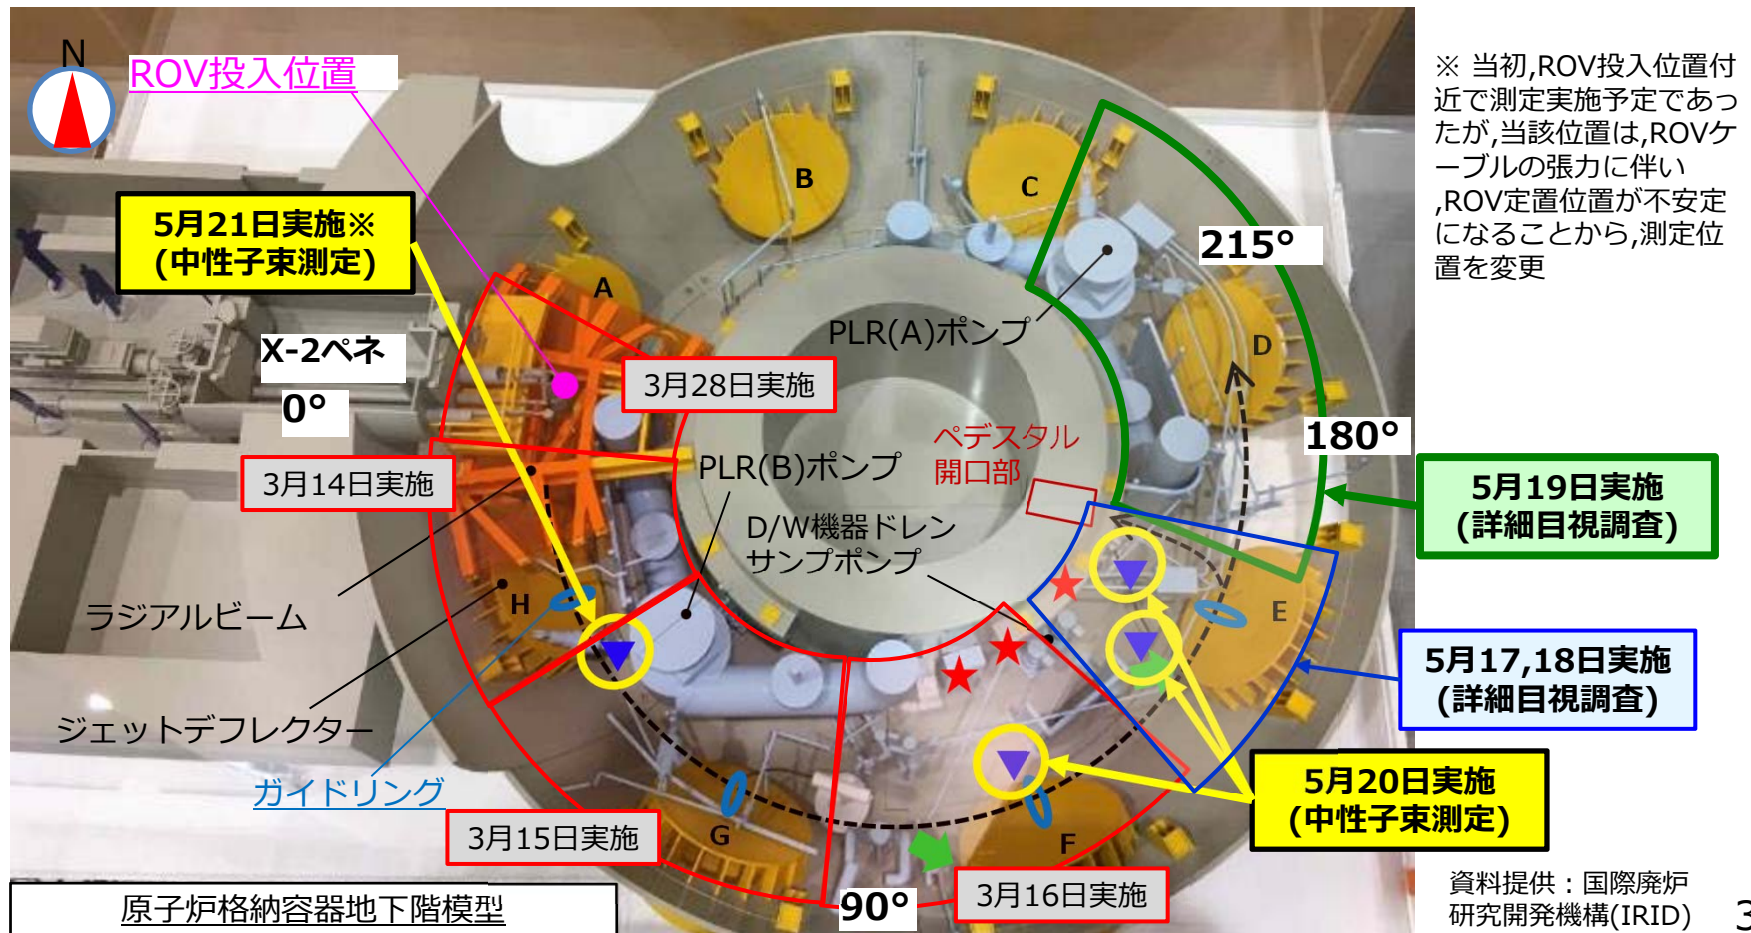 N
ROV投入位置
※ 当初,ROV投入位置付
近で測定実施予定であっ
たが,当該位置は,ROVケ
ーブルの張力に伴い
,ROV定置位置が不安定
になることから,測定位
置を変更
B
C
5月21日実施※
(中性子束測定)
215°
A
PLR(A)ポンプ
D
X-2ペネ
0°
3月28日実施
ペデスタル
開口部
180°
3月14日実施
PLR(B)ポンプ
5月19日実施
(詳細目視調査)
D/W機器ドレン
サンプポンプ
H
E
ラジアルビーム
5月17,18日実施
(詳細目視調査)
ジェットデフレクター
ガイドリング
5月20日実施
(中性子束測定)
3月15日実施
G
F
3月16日実施
90°
原子炉格納容器地下階模型
資料提供：国際廃炉
研究開発機構(IRID)
3